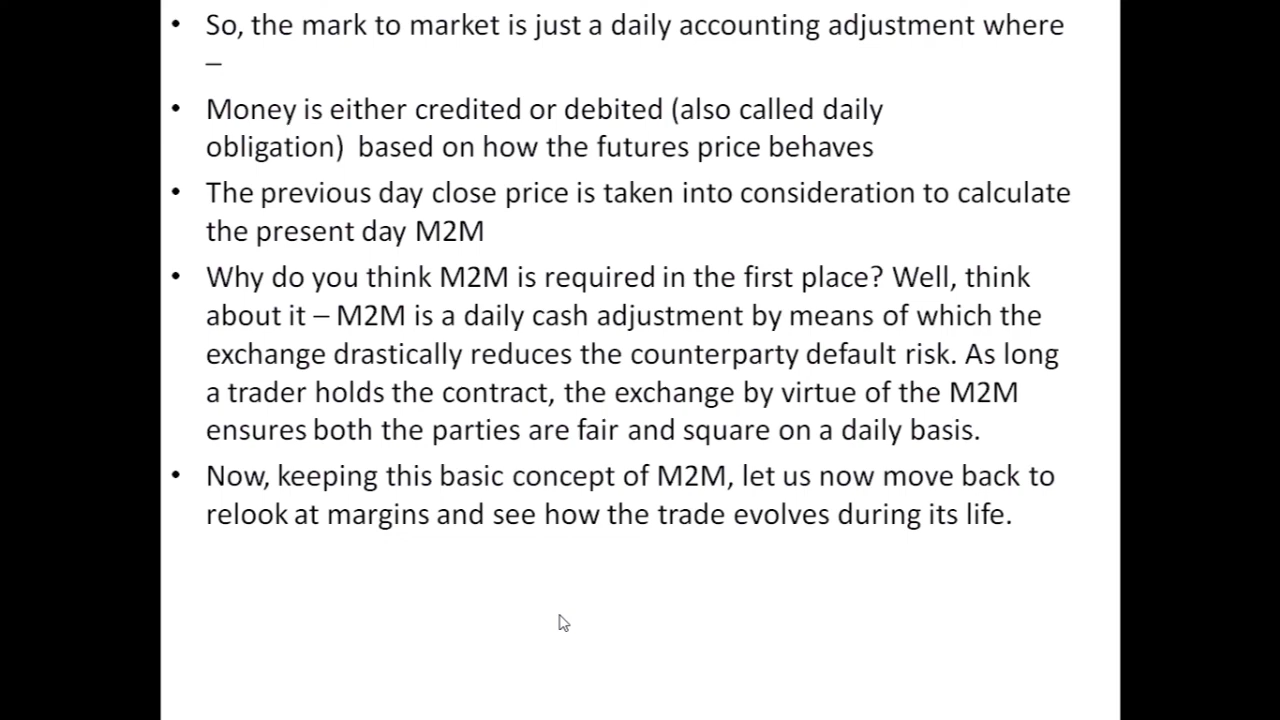 • So, the mark to market is just a daily accounting adjustment where
–
• Money is either credited or debited (also called daily
obligation)  based on how the futures price behaves
• The previous day close price is taken into consideration to calculate
the present day M2M
• Why do you think M2M is required in the first place? Well, think
about it – M2M is a daily cash adjustment by means of which the
exchange drastically reduces the counterparty default risk. As long
a trader holds the contract, the exchange by virtue of the M2M
ensures both the parties are fair and square on a daily basis.
• Now, keeping this basic concept of M2M, let us now move back to
relook at margins and see how the trade evolves during its life.